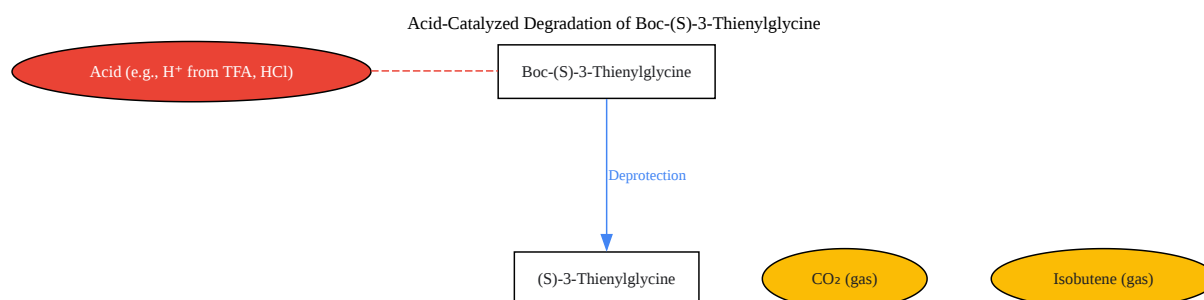 Acid-Catalyzed Degradation of Boc-(S)-3-Thienylglycine
Acid (e.g., H⁺ from TFA, HCl)
Boc-(S)-3-Thienylglycine
Deprotection
(S)-3-Thienylglycine
CO₂ (gas)
Isobutene (gas)